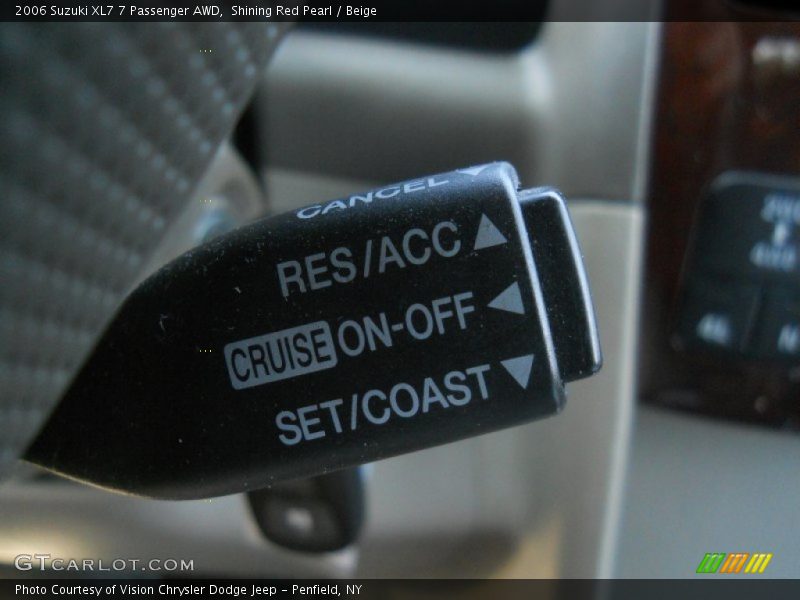 2006 Suzuki XL7 7 Passenger AWD,  Shining Red Pearl / Beige
CANCEL
RES/ACC
CRUISE ON-OFF
SET/COAST
GTCARLOT.COM
Photo Courtesy of Vision Chrysler Dodge Jeep - Penfield, NY